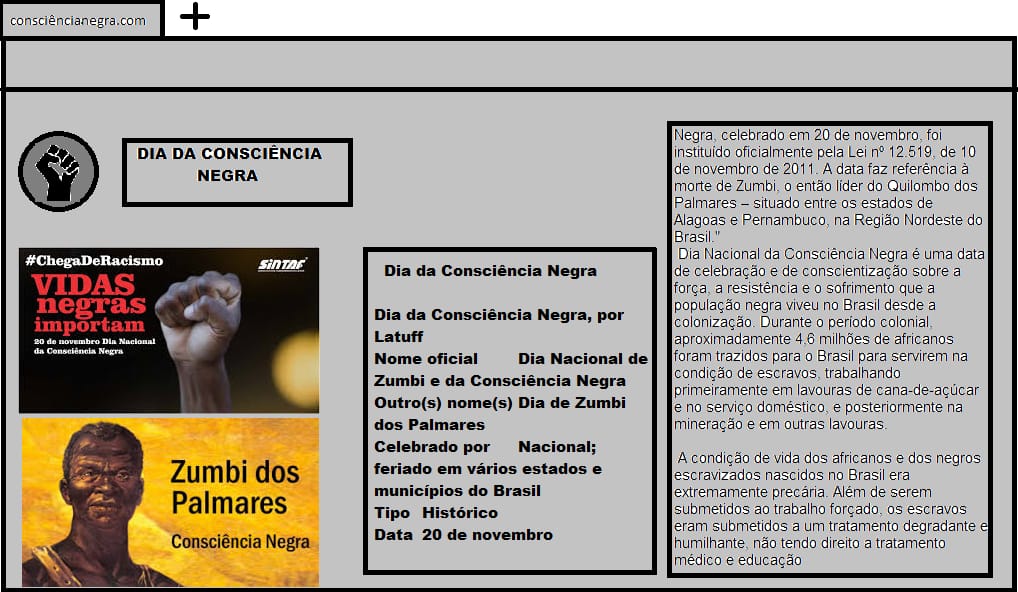 consciêncianegra.com
DIA DA CONSCIÊNCIA
NEGRA
#ChegaDeRacismo
SINTAF
VIDAS
negras
importam
20 de novembro Dia Nacional
da Consciência Negra
Zumbi dos
Palmares
Consciência Negra
Dia da Consciência Negra
Dia da Consciência Negra, por
Latuff
Nome oficial Dia Nacional de
Zumbi e da Consciência Negra
Outro(s) nome(s) Dia de Zumbi
dos Palmares
Celebrado por Nacional;
feriado em vários estados e
municípios do Brasil
Tipo Histórico
Data 20 de novembro
Negra, celebrado em 20 de novembro, foi
instituído oficialmente pela Lei nº 12.519, de 10
de novembro de 2011. A data faz referência à
morte de Zumbi, o então líder do Quilombo dos
Palmares – situado entre os estados de
Alagoas e Pernambuco, na Região Nordeste do
Brasil."
Dia Nacional da Consciência Negra é uma data
de celebração e de conscientização sobre a
força, a resistência e o sofrimento que a
população negra viveu no Brasil desde a
colonização. Durante o período colonial,
aproximadamente 4,6 milhões de africanos
foram trazidos para o Brasil para servirem na
condição de escravos, trabalhando
primeiramente em lavouras de cana-de-açúcar
e no serviço doméstico, e posteriormente na
mineração e em outras lavouras.
A condição de vida dos africanos e dos negros
escravizados nascidos no Brasil era
extremamente precária. Além de serem
submetidos ao trabalho forçado, os escravos
eram submetidos a um tratamento degradante e
humilhante, não tendo direito a tratamento
médico e educação